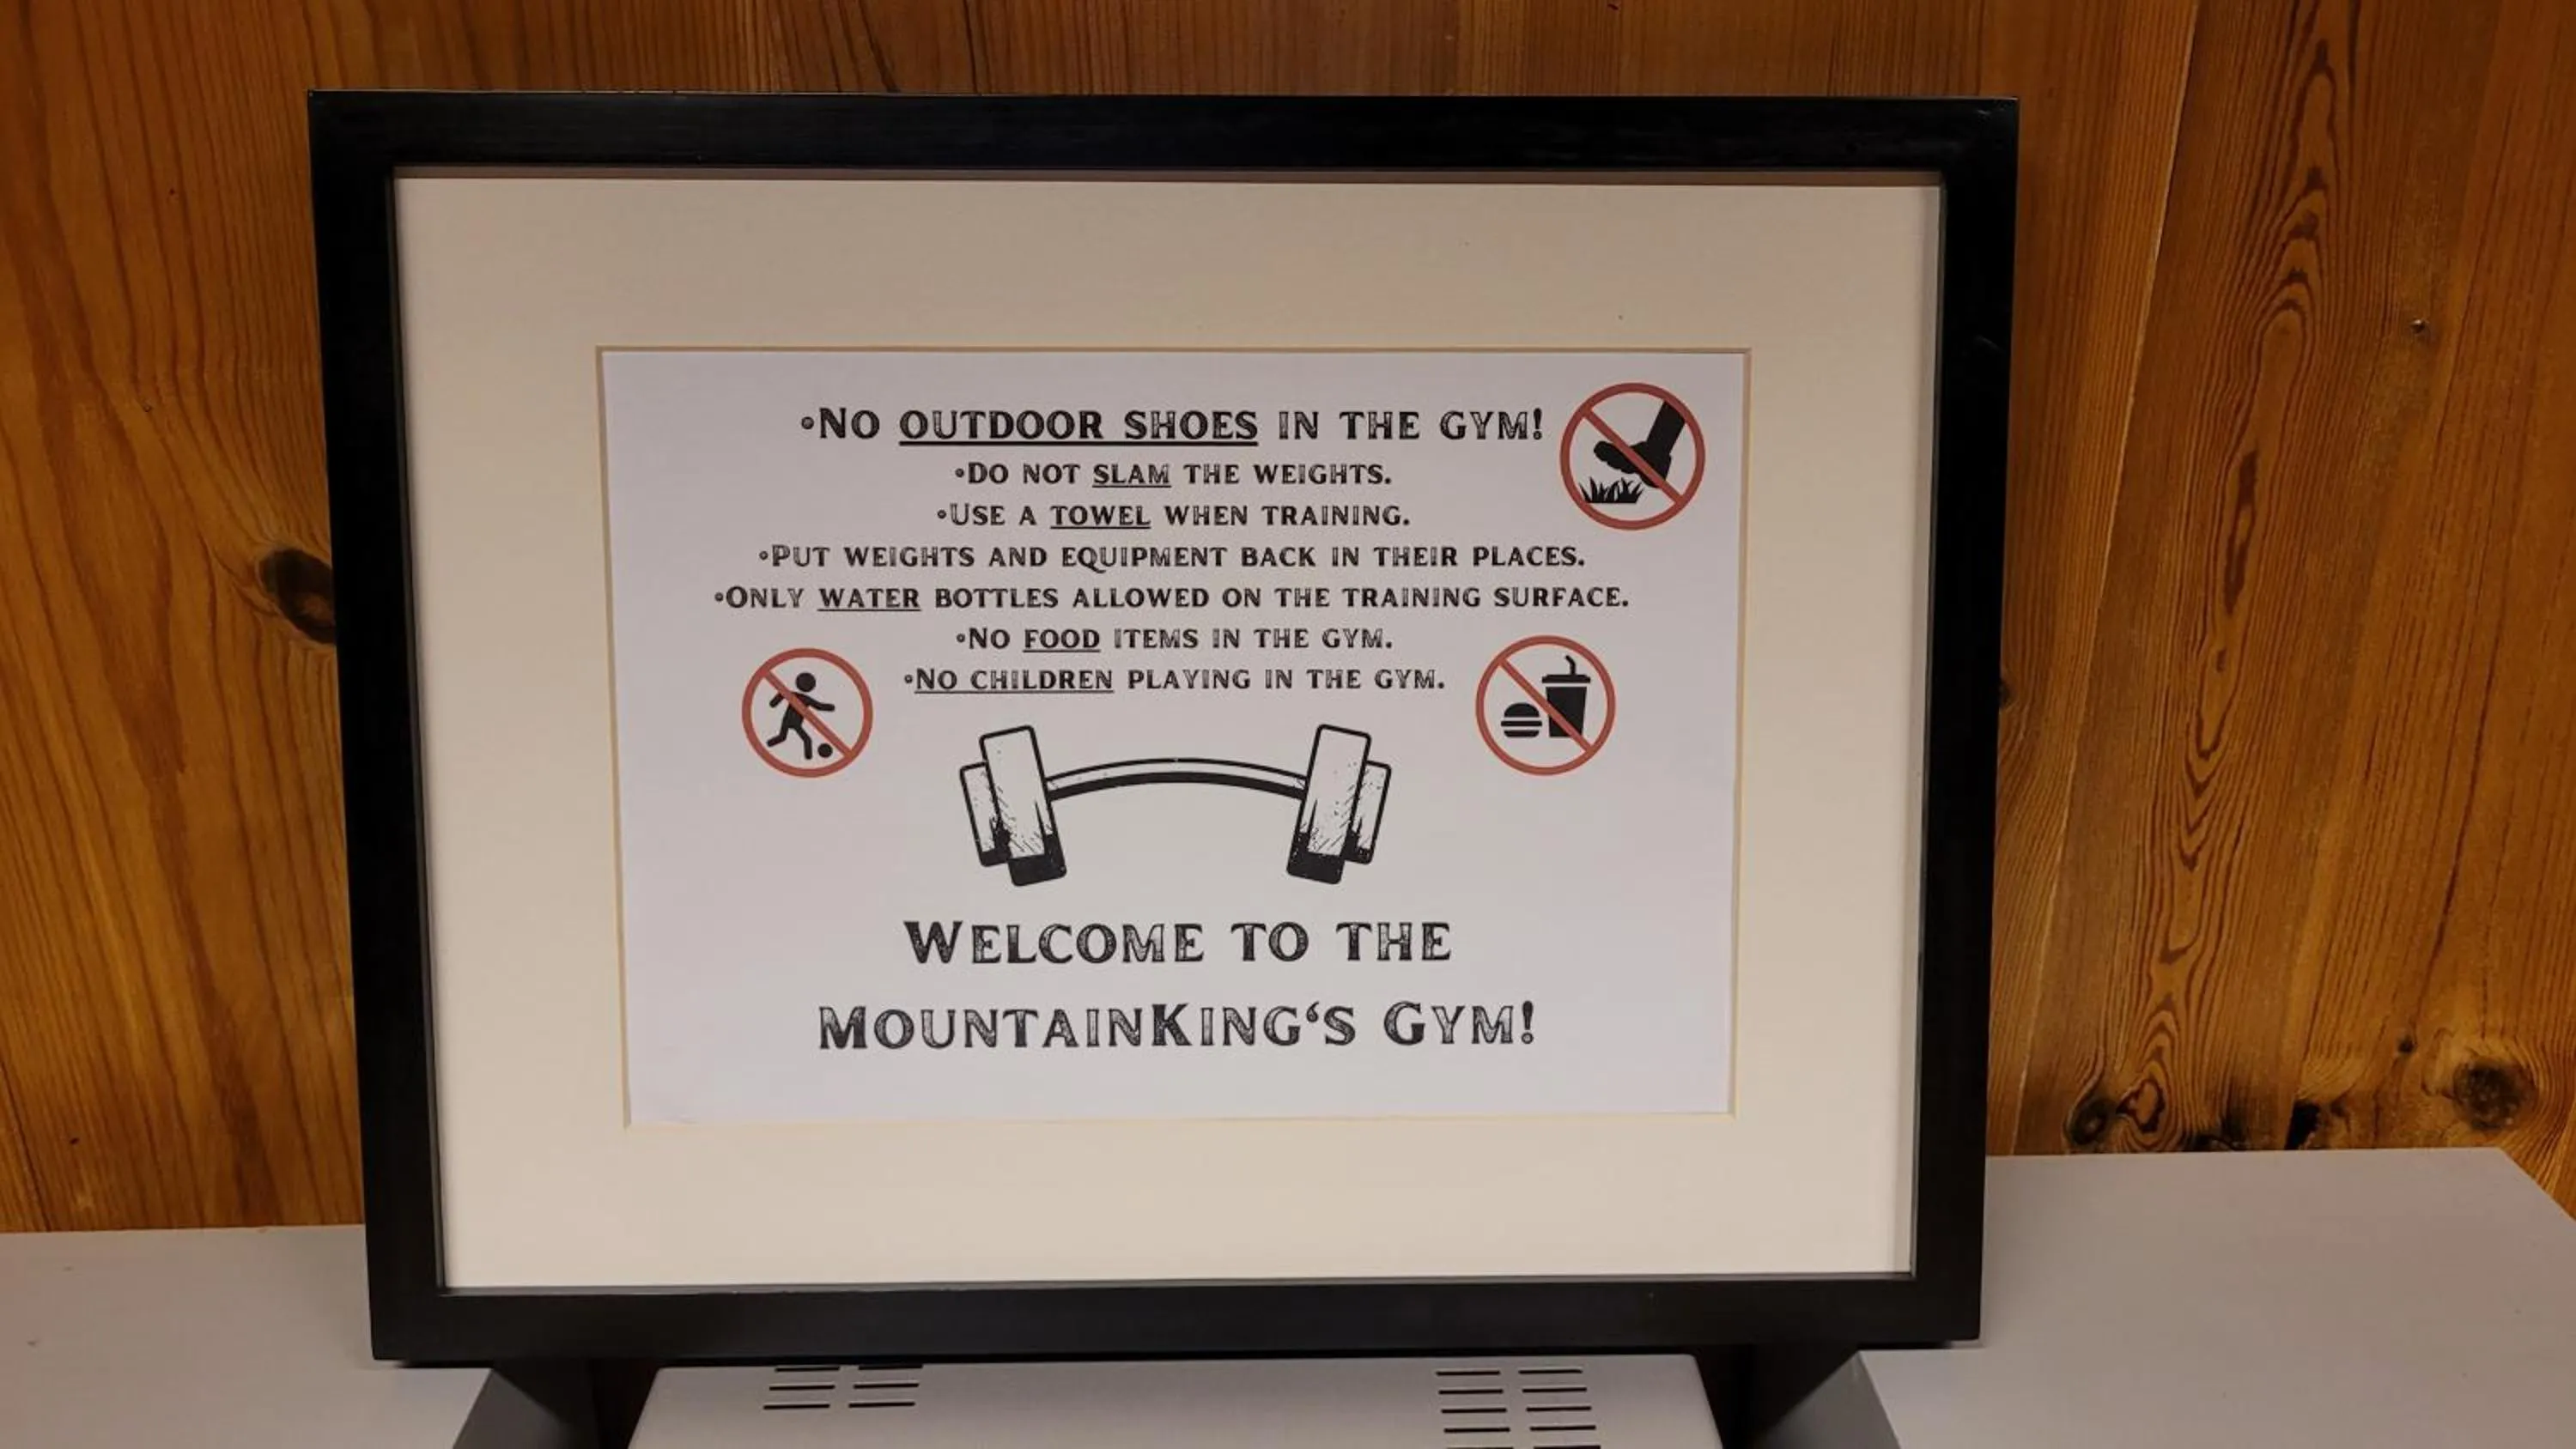 •No outdoor shoes in the gym!
•Do not slam the weights.
•Use a towel when training.
•Put weights and equipment back in their places.
•Only water bottles allowed on the training surface.
•No food items in the gym.
•No children playing in the gym.
Welcome to the
MountainKing‘s Gym!